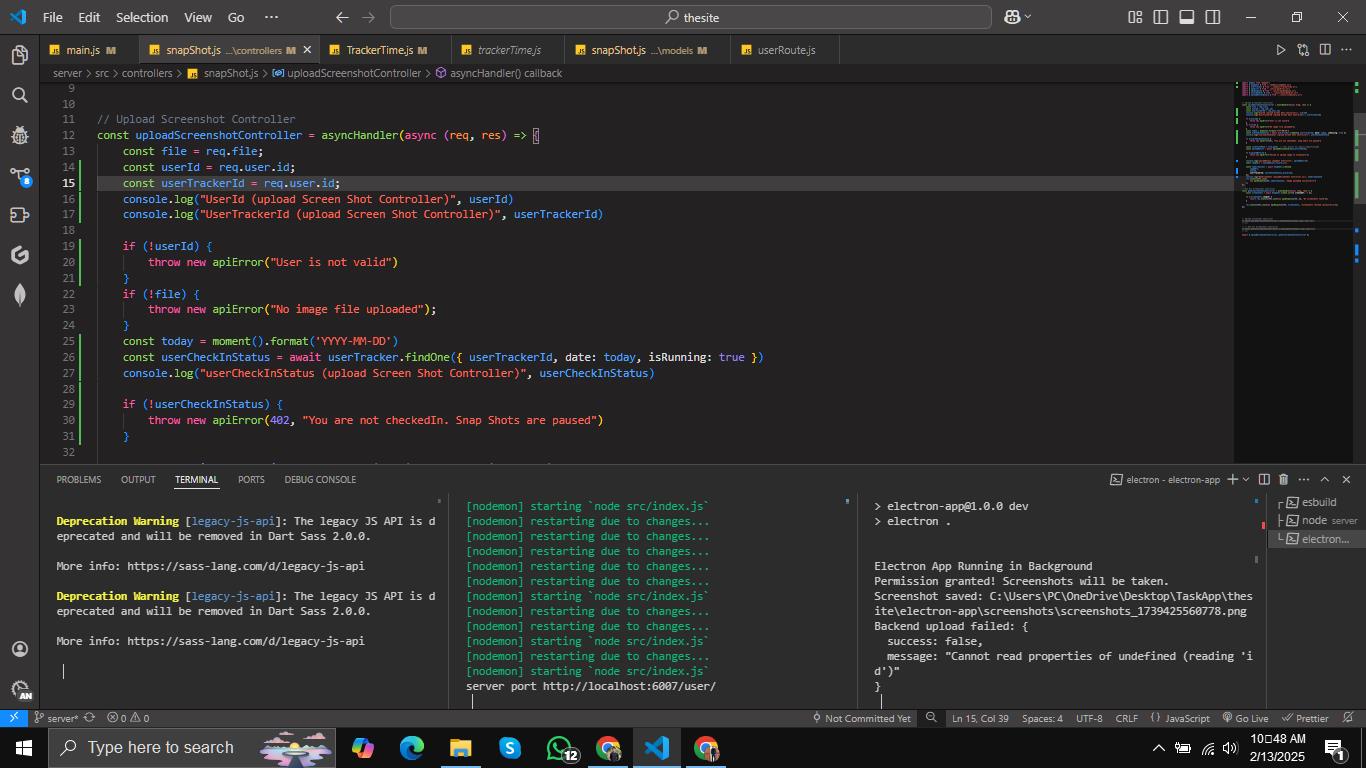 File Edit Selection View Go ··· thesite
main.js M snapShot.js ...\controllers M TrackerTime.js M trackerTime.js snapShot.js ...\models M userRoute.js
server > src > controllers > snapShot.js > uploadScreenshotController > asyncHandler() callback
9
10
11 // Upload Screenshot Controller
12 const uploadScreenshotController = asyncHandler(async (req, res) => {
13 const file = req.file;
14 const userId = req.user.id;
15 const userTrackerId = req.user.id;
16 console.log("UserId (upload Screen Shot Controller)", userId)
17 console.log("UserTrackerId (upload Screen Shot Controller)", userTrackerId)
18
19 if (!userId) {
20 throw new apiError("User is not valid")
21 }
22 if (!file) {
23 throw new apiError("No image file uploaded");
24 }
25 const today = moment().format('YYYY-MM-DD')
26 const userCheckInStatus = await userTracker.findOne({ userTrackerId, date: today, isRunning: true })
27 console.log("userCheckInStatus (upload Screen Shot Controller)", userCheckInStatus)
28
29 if (!userCheckInStatus) {
30 throw new apiError(402, "You are not checkedIn. Snap Shots are paused")
31 }
32
PROBLEMS OUTPUT TERMINAL PORTS DEBUG CONSOLE electron - electron-app
Deprecation Warning [legacy-js-api]: The legacy JS API is d
eprecated and will be removed in Dart Sass 2.0.0.
More info: https://sass-lang.com/d/legacy-js-api
Deprecation Warning [legacy-js-api]: The legacy JS API is d
eprecated and will be removed in Dart Sass 2.0.0.
More info: https://sass-lang.com/d/legacy-js-api
[nodemon] starting `node src/index.js`
[nodemon] restarting due to changes...
[nodemon] restarting due to changes...
[nodemon] restarting due to changes...
[nodemon] restarting due to changes...
[nodemon] restarting due to changes...
[nodemon] starting `node src/index.js`
[nodemon] restarting due to changes...
[nodemon] restarting due to changes...
[nodemon] starting `node src/index.js`
[nodemon] restarting due to changes...
[nodemon] starting `node src/index.js`
server port http://localhost:6007/user/
> electron-app@1.0.0 dev
> electron .
Electron App Running in Background
Permission granted! Screenshots will be taken.
Screenshot saved: C:\Users\PC\OneDrive\Desktop\TaskApp\thes
ite\electron-app\screenshots\screenshots_1739425560778.png
Backend upload failed: {
success: false,
message: "Cannot read properties of undefined (reading 'i
d')"
}
esbuild
node server
electron...
8
AN
server* 0 0 Not Committed Yet Ln 15, Col 39 Spaces: 4 UTF-8 CRLF { } JavaScript Go Live Prettier
Type here to search 12 10:48 AM
2/13/2025 1